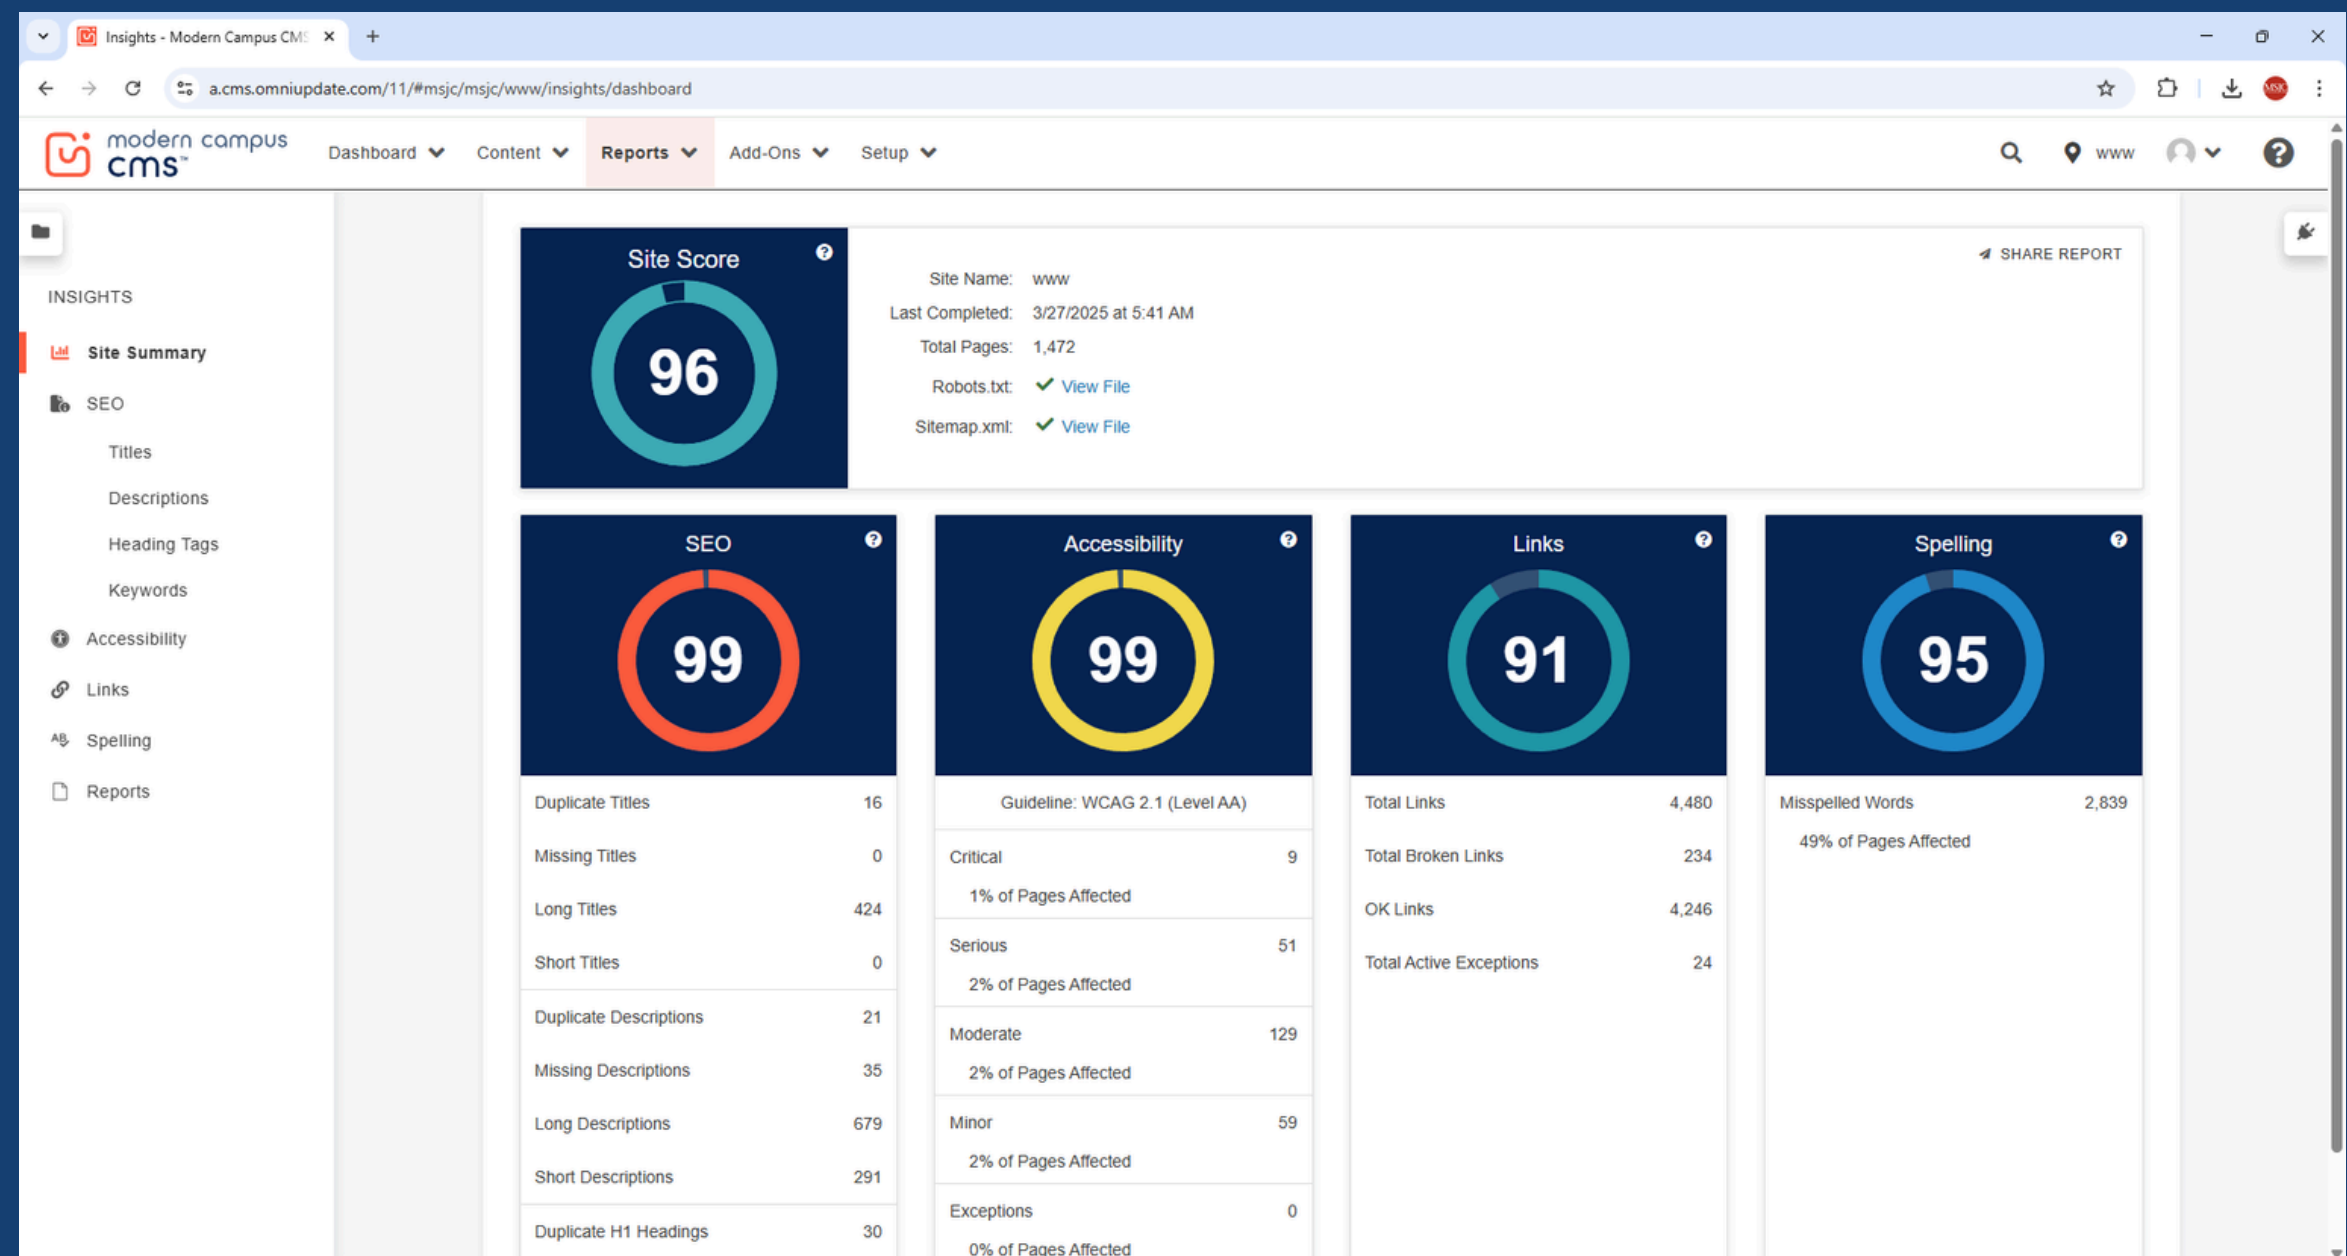 Insights - Modern Campus CMS
a.cms.omniupdate.com/11/#msjc/msjc/www/insights/dashboard
MSJC
modern campus
cms™
Dashboard
Content
Reports
Add-Ons
Setup
www
INSIGHTS
Site Summary
SEO
Titles
Descriptions
Heading Tags
Keywords
Accessibility
Links
Spelling
Reports
Site Score
96
SHARE REPORT
Site Name: www
Last Completed: 3/27/2025 at 5:41 AM
Total Pages: 1,472
Robots.txt: View File
Sitemap.xml: View File
SEO
99
Duplicate Titles 16
Missing Titles 0
Long Titles 424
Short Titles 0
Duplicate Descriptions 21
Missing Descriptions 35
Long Descriptions 679
Short Descriptions 291
Duplicate H1 Headings 30
Accessibility
99
Guideline: WCAG 2.1 (Level AA)
Critical 9
1% of Pages Affected
Serious 51
2% of Pages Affected
Moderate 129
2% of Pages Affected
Minor 59
2% of Pages Affected
Exceptions 0
0% of Pages Affected
Links
91
Total Links 4,480
Total Broken Links 234
OK Links 4,246
Total Active Exceptions 24
Spelling
95
Misspelled Words 2,839
49% of Pages Affected